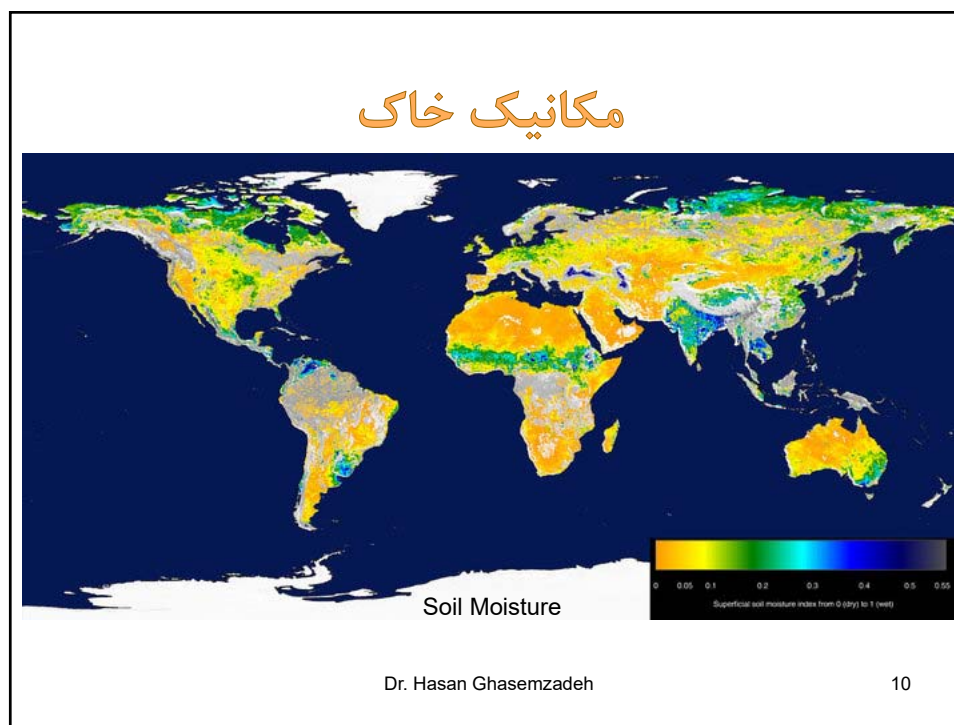 مکانیک خاک
Soil Moisture
0 0.05 0.1 0.2 0.3 0.4 0.5 0.55
Superficial soil moisture index from 0 (dry) to 1 (wet)
Dr. Hasan Ghasemzadeh 10